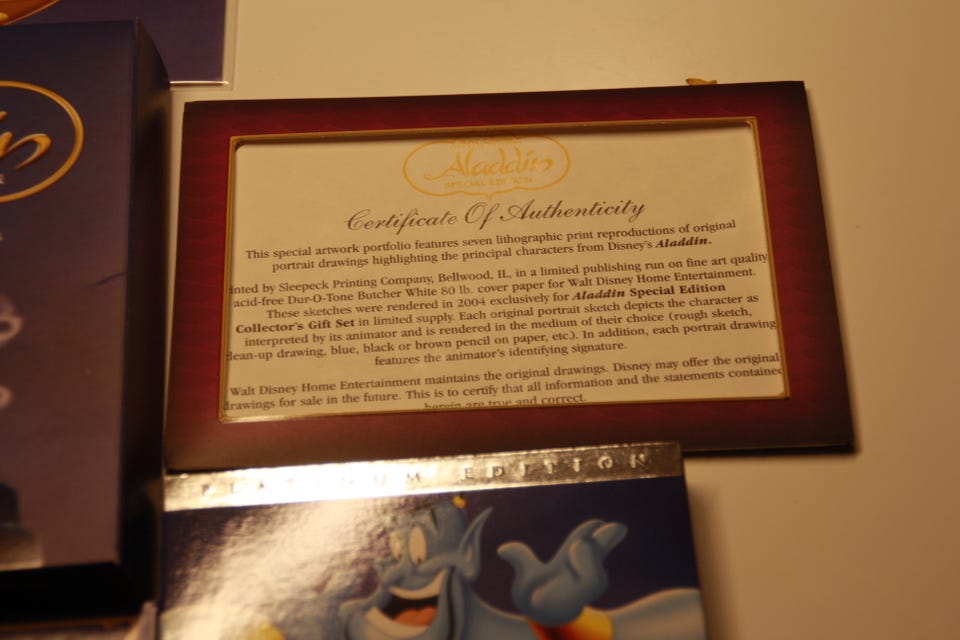 Aladdin
SPECIAL EDITION
Certificate Of Authenticity
This special artwork portfolio features seven lithographic print reproductions of original
portrait drawings highlighting the principal characters from Disney's Aladdin.
inted by Sleepeck Printing Company, Bellwood, IL, in a limited publishing run on fine art quality
acid-free Dur-O-Tone Butcher White 80 lb. cover paper for Walt Disney Home Entertainment.
These sketches were rendered in 2004 exclusively for Aladdin Special Edition
Collector's Gift Set in limited supply. Each original portrait sketch depicts the character as
interpreted by its animator and is rendered in the medium of their choice (rough sketch,
lean-up drawing, blue, black or brown pencil on paper, etc.). In addition, each portrait drawing
features the animator's identifying signature.
Walt Disney Home Entertainment maintains the original drawings. Disney may offer the original
drawings for sale in the future. This is to certify that all information and the statements containe
herein are true and correct.
PLATINUM EDITION